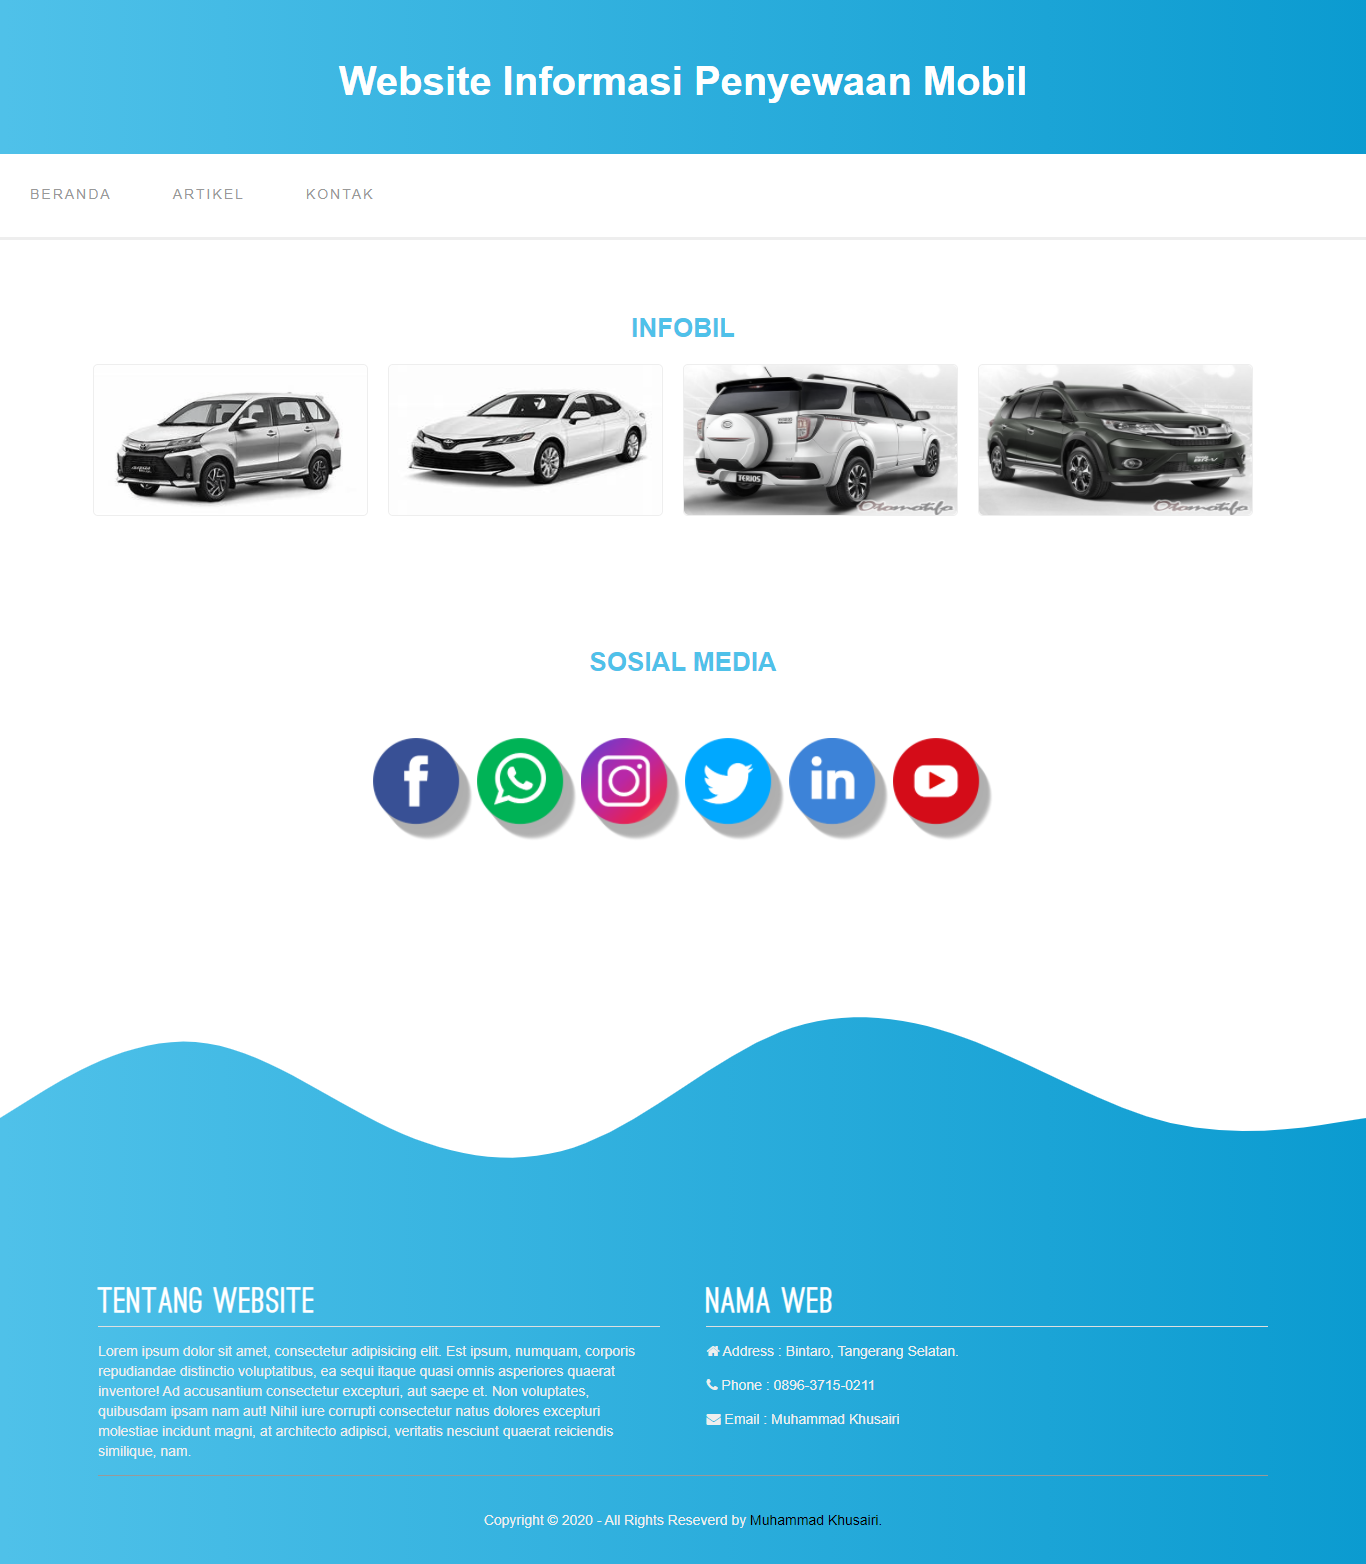 Website Informasi Penyewaan Mobil
BERANDA ARTIKEL KONTAK
INFOBIL
TERIOS
Otomotifo
Otomotifo
SOSIAL MEDIA
TENTANG WEBSITE
Lorem ipsum dolor sit amet, consectetur adipisicing elit. Est ipsum, numquam, corporis
repudiandae distinctio voluptatibus, ea sequi itaque quasi omnis asperiores quaerat
inventore! Ad accusantium consectetur excepturi, aut saepe et. Non voluptates,
quibusdam ipsam nam aut! Nihil iure corrupti consectetur natus dolores excepturi
molestiae incidunt magni, at architecto adipisci, veritatis nesciunt quaerat reiciendis
similique, nam.
NAMA WEB
Address : Bintaro, Tangerang Selatan.
Phone : 0896-3715-0211
Email : Muhammad Khusairi
Copyright © 2020 - All Rights Reseverd by Muhammad Khusairi.